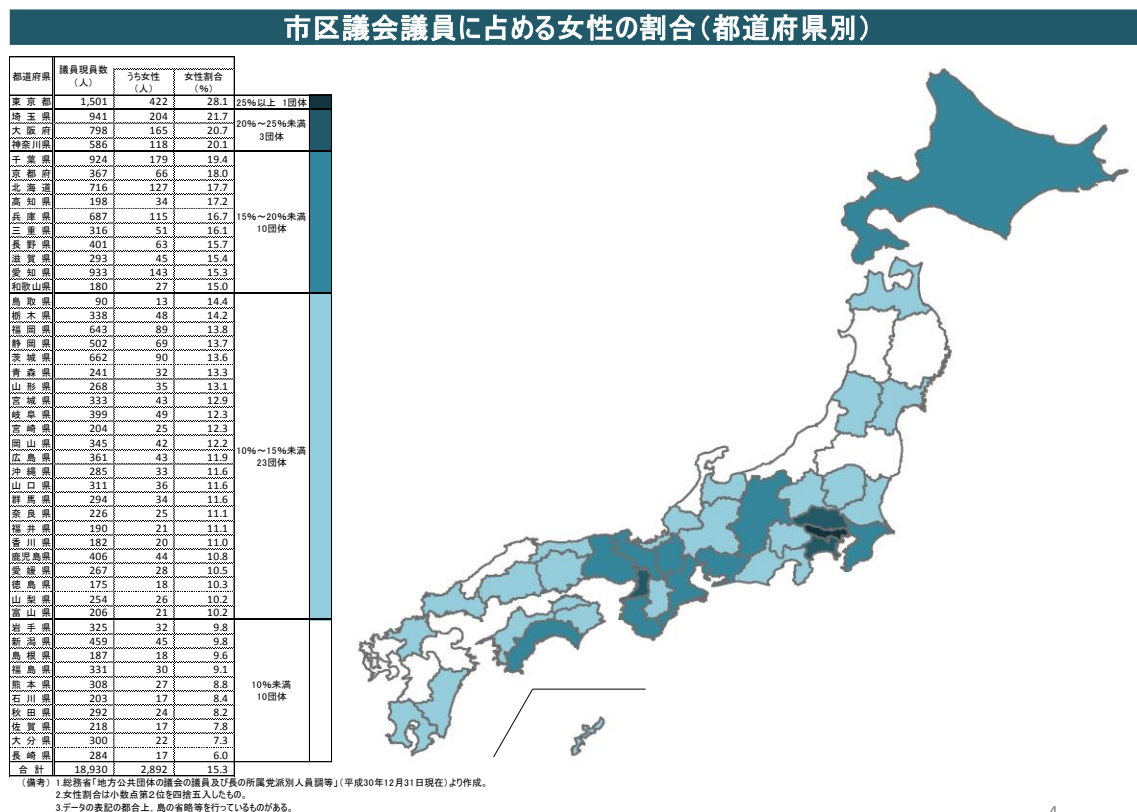 市区議会議員に占める女性の割合（都道府県別）
都道府県 議員現員数（人） うち女性（人） 女性割合（％）
東京都 1,501 422 28.1 25％以上 1団体
埼玉県 941 204 21.7
大阪府 798 165 20.7 20％～25％未満 3団体
神奈川県 586 118 20.1
千葉県 924 179 19.4
京都府 367 66 18.0
北海道 716 127 17.7
高知県 198 34 17.2
兵庫県 687 115 16.7 15％～20％未満 10団体
三重県 316 51 16.1
長野県 401 63 15.7
滋賀県 293 45 15.4
愛知県 933 143 15.3
和歌山県 180 27 15.0
鳥取県 90 13 14.4
栃木県 338 48 14.2
福岡県 643 89 13.8
静岡県 502 69 13.7
茨城県 662 90 13.6
青森県 241 32 13.3
山形県 268 35 13.1
宮城県 333 43 12.9
岐阜県 399 49 12.3
宮崎県 204 25 12.3
岡山県 345 42 12.2
広島県 361 43 11.9 10％～15％未満 23団体
沖縄県 285 33 11.6
山口県 311 36 11.6
群馬県 294 34 11.6
奈良県 226 25 11.1
福井県 190 21 11.1
香川県 182 20 11.0
鹿児島県 406 44 10.8
愛媛県 267 28 10.5
徳島県 175 18 10.3
山梨県 254 26 10.2
富山県 206 21 10.2
岩手県 325 32 9.8
新潟県 459 45 9.8
島根県 187 18 9.6
福島県 331 30 9.1
熊本県 308 27 8.8 10％未満 10団体
石川県 203 17 8.4
秋田県 292 24 8.2
佐賀県 218 17 7.8
大分県 300 22 7.3
長崎県 284 17 6.0
合計 18,930 2,892 15.3
（備考） 1.総務省「地方公共団体の議会の議員及び長の所属党派別人員調等」（平成30年12月31日現在）より作成。
2.女性割合は小数点第２位を四捨五入したもの。
3.データの表記の都合上，島の省略等を行っているものがある。